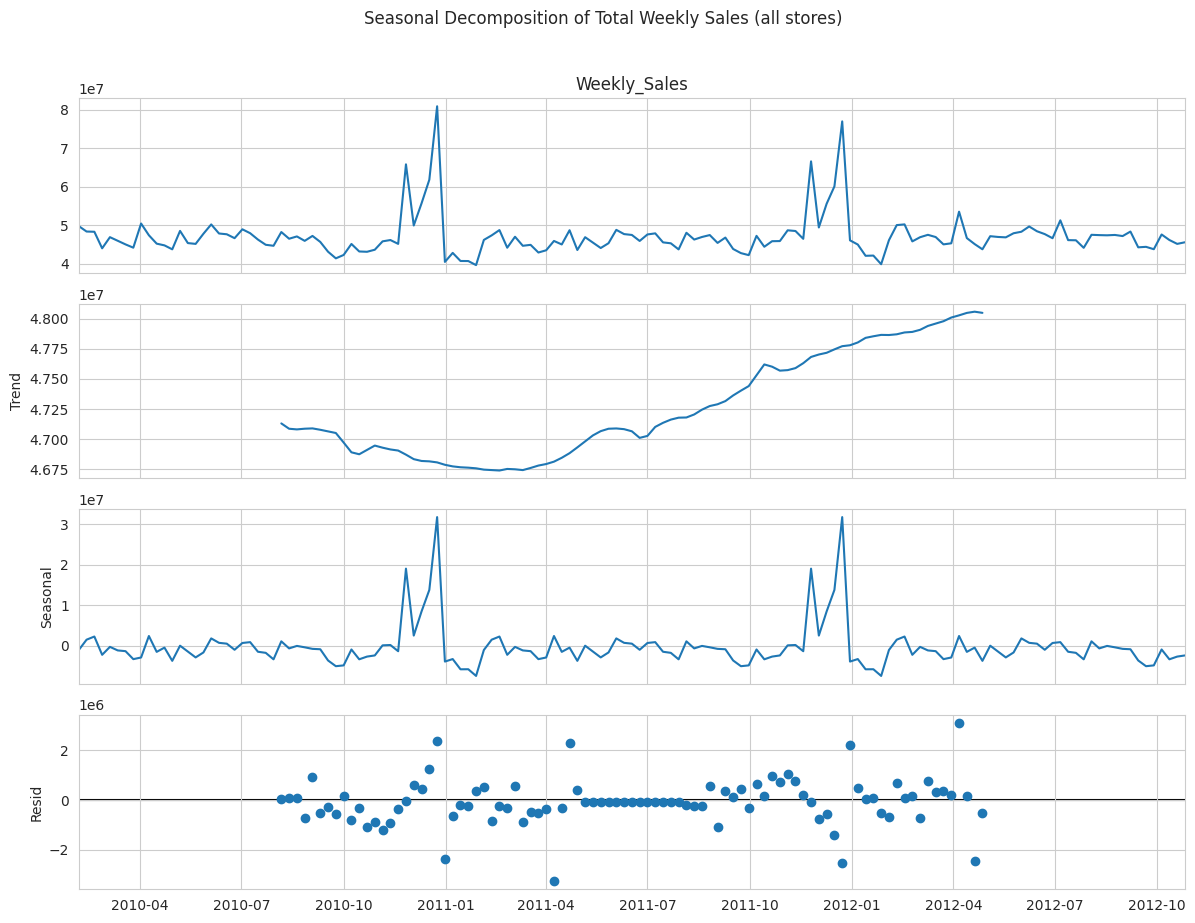 Seasonal Decomposition of Total Weekly Sales (all stores)
Weekly_Sales
1e7
8
7
6
5
4
1e7
Trend
4.800
4.775
4.750
4.725
4.700
4.675
1e7
Seasonal
3
2
1
0
1e6
Resid
2
0
−2
2010-04 2010-07 2010-10 2011-01 2011-04 2011-07 2011-10 2012-01 2012-04 2012-07 2012-10